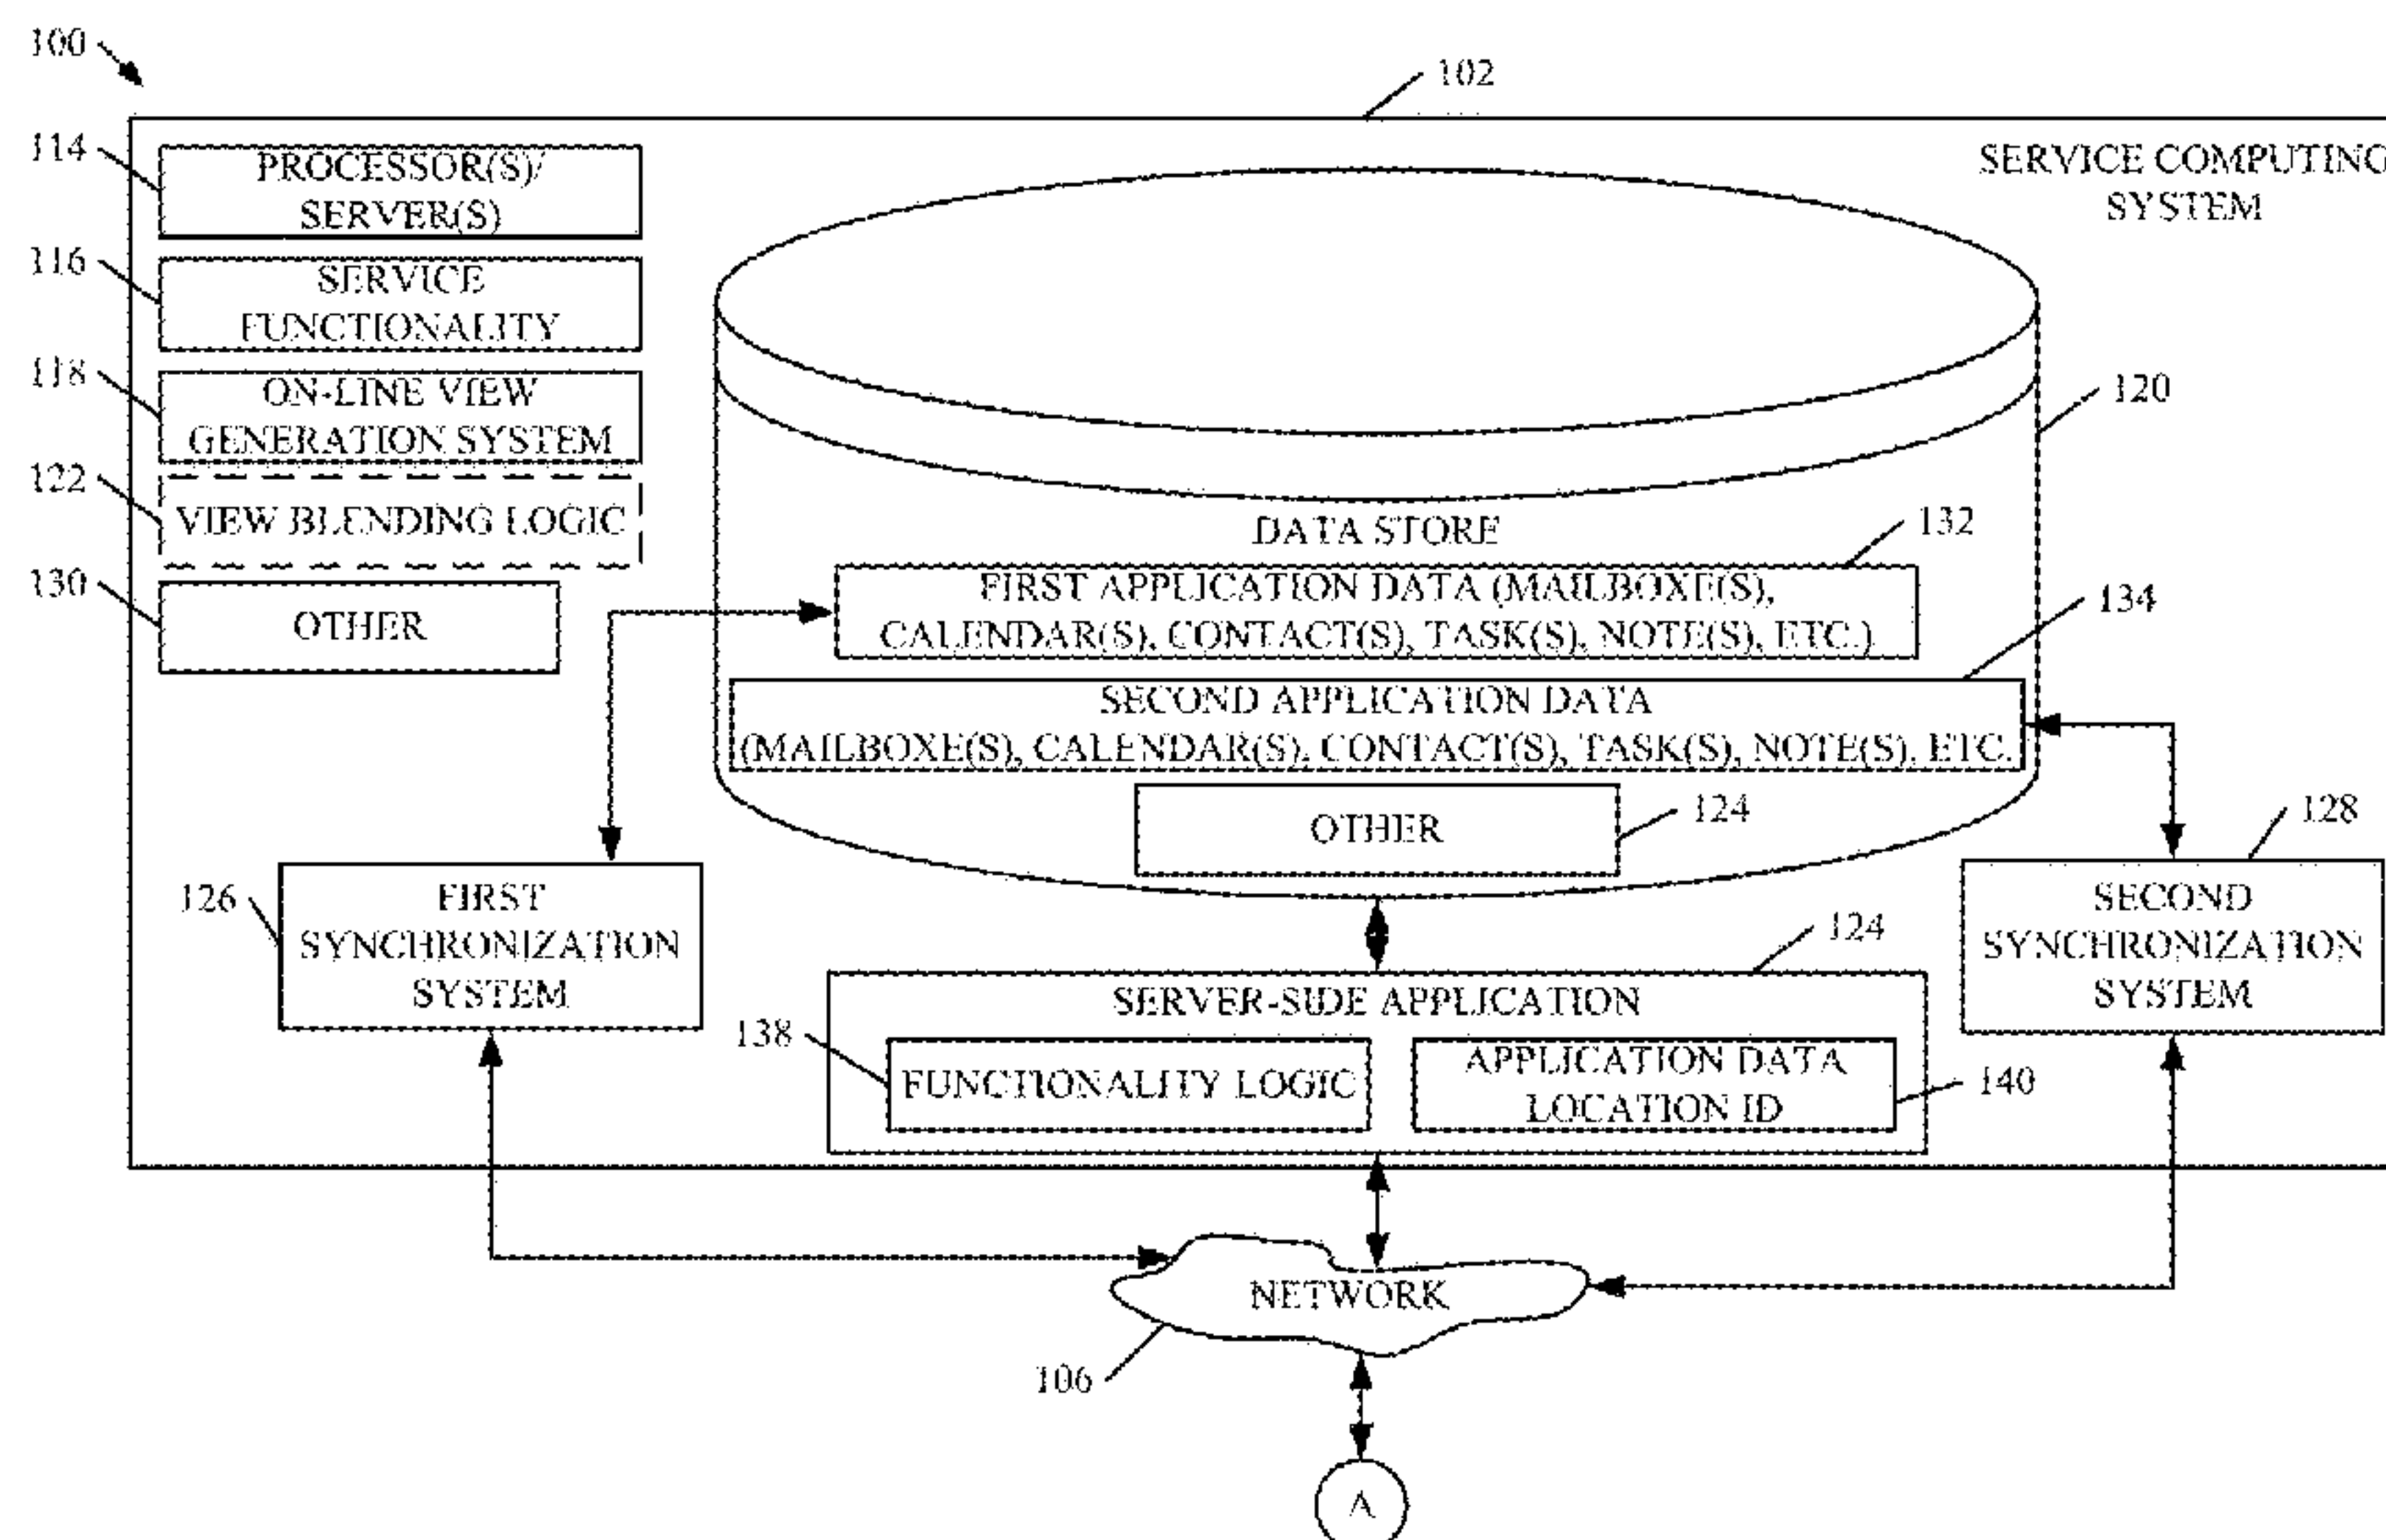 100
102
114
PROCESSOR(S)/
SERVER(S)
SERVICE COMPUTING
SYSTEM
116
SERVICE
FUNCTIONALITY
118
ON-LINE VIEW
GENERATION SYSTEM
120
122
VIEW BLENDING LOGIC
DATA STORE
132
130
OTHER
FIRST APPLICATION DATA (MAILBOXE(S),
CALENDAR(S), CONTACT(S), TASK(S), NOTE(S), ETC.)
134
SECOND APPLICATION DATA
(MAILBOXE(S), CALENDAR(S), CONTACT(S), TASK(S), NOTE(S), ETC.
OTHER
124
128
126
FIRST
SYNCHRONIZATION
SYSTEM
SECOND
SYNCHRONIZATION
SYSTEM
124
SERVER-SIDE APPLICATION
138
FUNCTIONALITY LOGIC
APPLICATION DATA
LOCATION ID
140
NETWORK
106
A